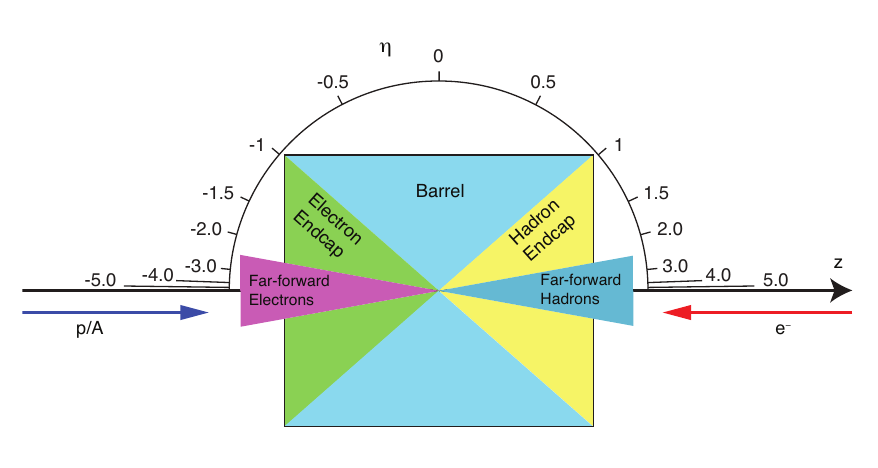 η
0
-0.5
0.5
-1
1
Barrel
-1.5
1.5
Electron
Endcap
Hadron
Endcap
-2.0
2.0
z
-5.0
-4.0
-3.0
3.0
4.0
5.0
Far-forward
Electrons
Far-forward
Hadrons
p/A
e⁻